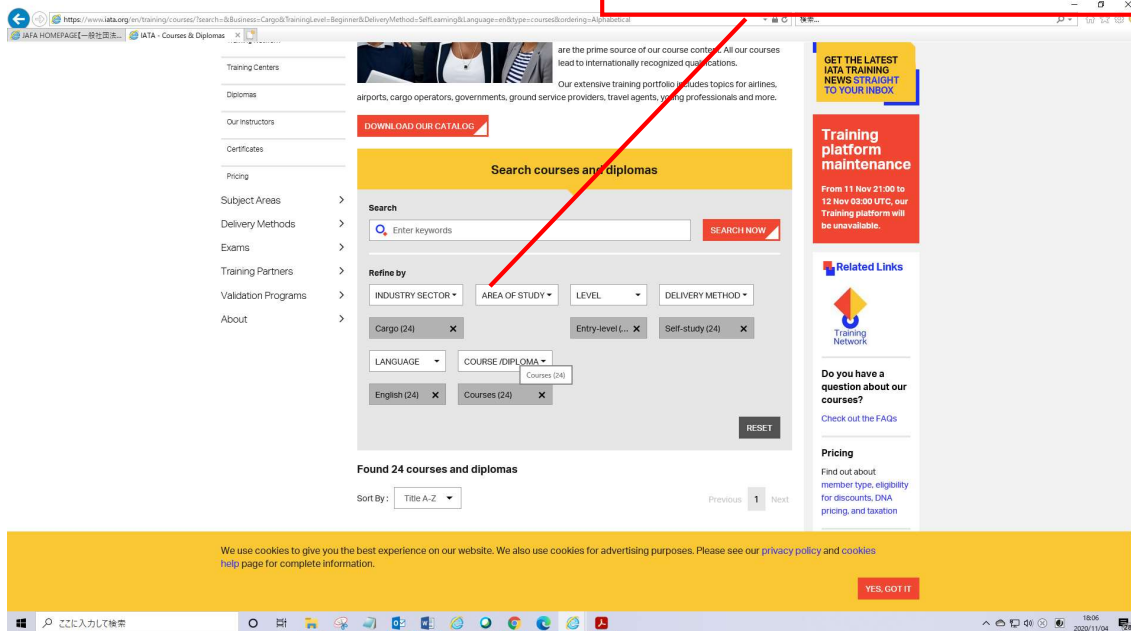 https://www.iata.org/en/training/courses/?search=&Business=Cargo&TrainingLevel=Beginner&DeliveryMethod=SelfLearning&Language=en&type=courses&ordering=Alphabetical
検索...
JAFA HOMEPAGE【一般社団法...
IATA - Courses & Diplomas
Training Centers
Diplomas
Our Instructors
Certificates
Pricing
Subject Areas
Delivery Methods
Exams
Training Partners
Validation Programs
About
are the prime source of our course content. All our courses
lead to internationally recognized qualifications.
Our extensive training portfolio includes topics for airlines,
airports, cargo operators, governments, ground service providers, travel agents, young professionals and more.
DOWNLOAD OUR CATALOG
Search courses and diplomas
Search
Enter keywords
SEARCH NOW
Refine by
INDUSTRY SECTOR
AREA OF STUDY
LEVEL
DELIVERY METHOD
Cargo (24)
Entry-level (...
Self-study (24)
LANGUAGE
COURSE /DIPLOMA
Courses (24)
English (24)
Courses (24)
RESET
Found 24 courses and diplomas
Sort By :
Title A-Z
Previous 1 Next
GET THE LATEST
IATA TRAINING
NEWS STRAIGHT
TO YOUR INBOX
Training
platform
maintenance
From 11 Nov 21:00 to
12 Nov 03:00 UTC, our
Training platform will
be unavailable.
Related Links
Training
Network
Do you have a
question about our
courses?
Check out the FAQs
Pricing
Find out about
member type, eligibility
for discounts, DNA
pricing, and taxation
We use cookies to give you the best experience on our website. We also use cookies for advertising purposes. Please see our privacy policy and cookies
help page for complete information.
YES, GOT IT
ここに入力して検索
18:06
2020/11/04